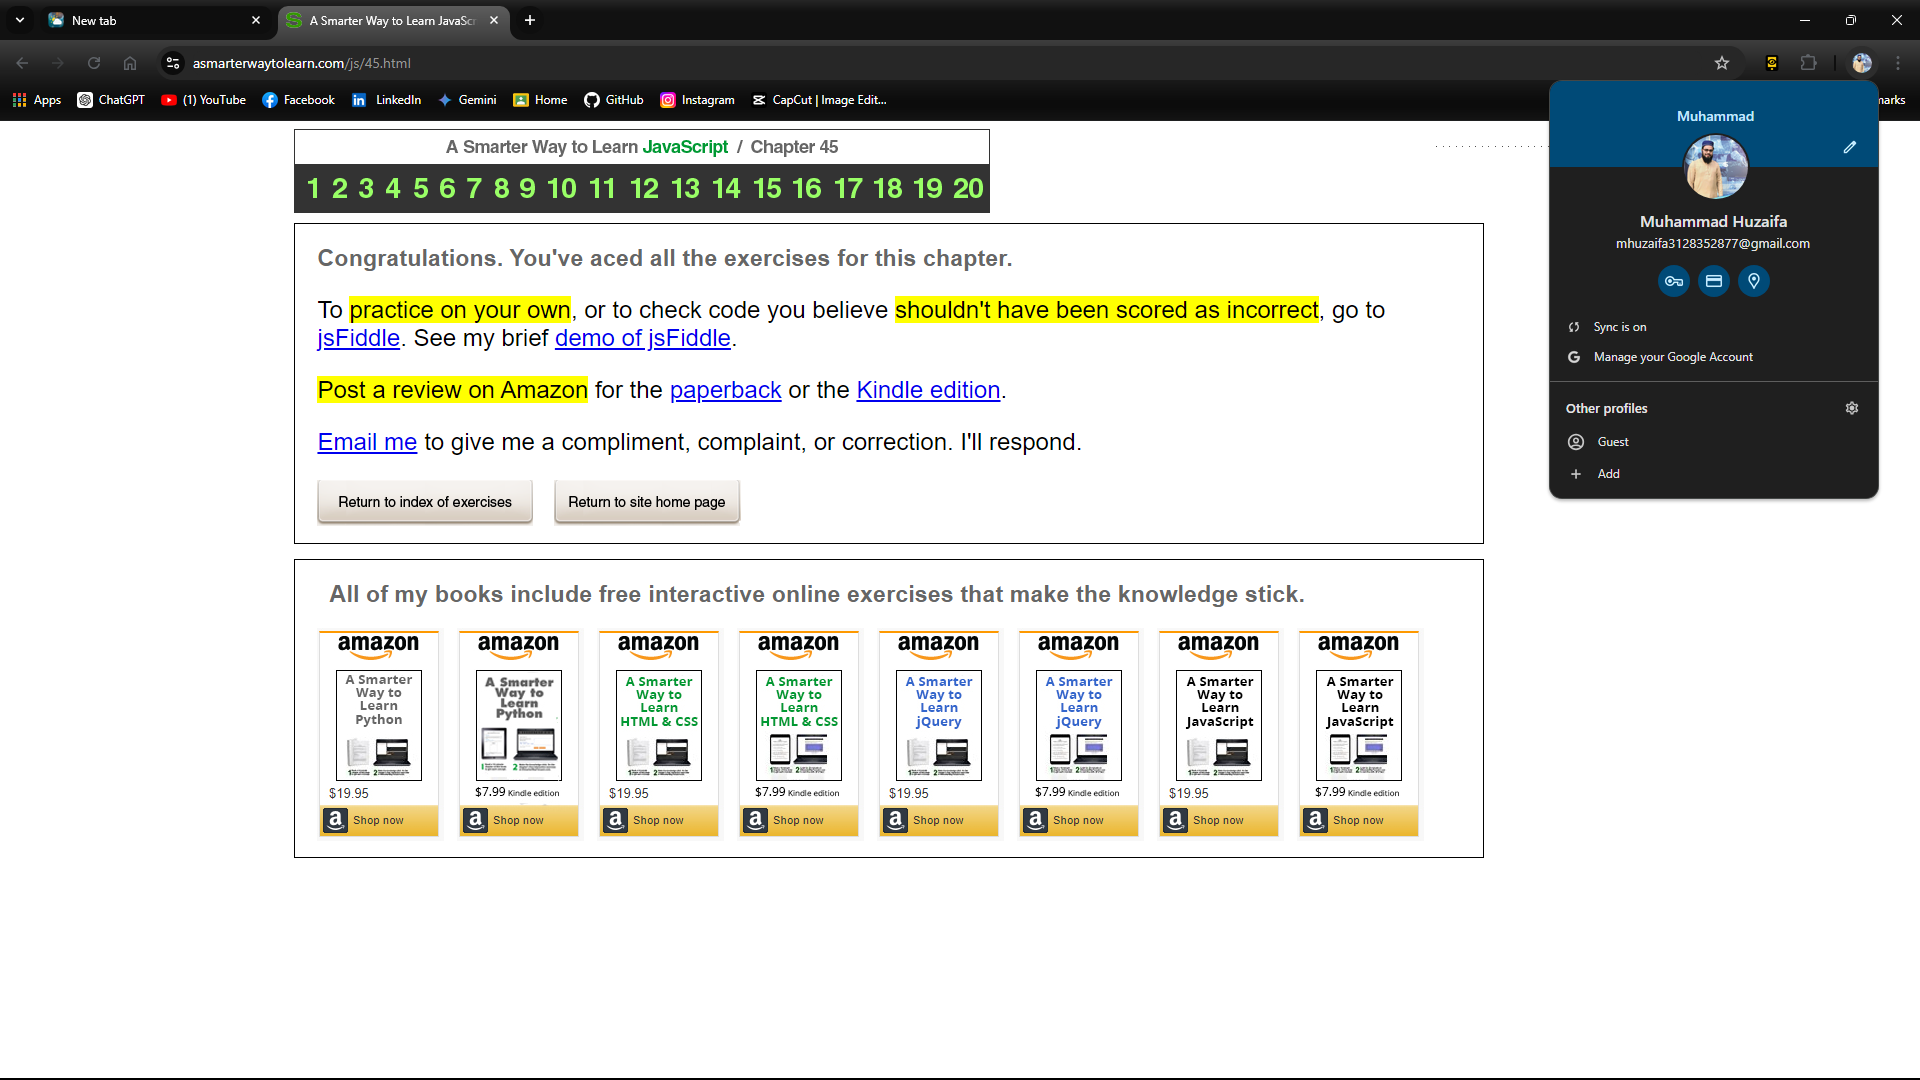 New tab
A Smarter Way to Learn JavaSc
asmarterwaytolearn.com/js/45.html
Apps ChatGPT (1) YouTube Facebook LinkedIn Gemini Home GitHub Instagram CapCut | Image Edit... marks
Muhammad
Muhammad Huzaifa
mhuzaifa3128352877@gmail.com
Sync is on
Manage your Google Account
Other profiles
Guest
Add
A Smarter Way to Learn JavaScript / Chapter 45
1 2 3 4 5 6 7 8 9 10 11 12 13 14 15 16 17 18 19 20
Congratulations. You've aced all the exercises for this chapter.
To practice on your own, or to check code you believe shouldn't have been scored as incorrect, go to
jsFiddle. See my brief demo of jsFiddle.
Post a review on Amazon for the paperback or the Kindle edition.
Email me to give me a compliment, complaint, or correction. I'll respond.
Return to index of exercises Return to site home page
All of my books include free interactive online exercises that make the knowledge stick.
amazon amazon amazon amazon amazon amazon amazon amazon
A Smarter A Smarter A Smarter A Smarter A Smarter A Smarter A Smarter A Smarter
Way to Way to Way to Way to Way to Way to Way to Way to
Learn Learn Learn Learn Learn Learn Learn Learn
Python Python HTML & CSS HTML & CSS jQuery jQuery JavaScript JavaScript
$19.95 $7.99 Kindle edition $19.95 $7.99 Kindle edition $19.95 $7.99 Kindle edition $19.95 $7.99 Kindle edition
Shop now Shop now Shop now Shop now Shop now Shop now Shop now Shop now